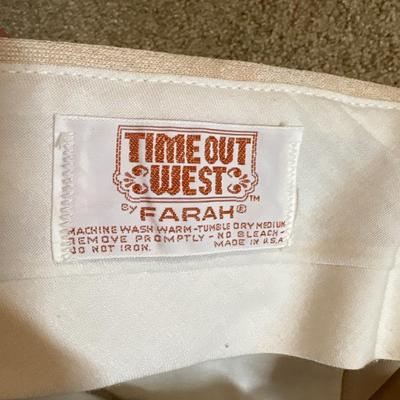 TIME OUT
WEST™
By FARAH®
MACHINE WASH WARM-TUMBLE DRY MEDIUM
REMOVE PROMPTLY - NO BLEACH-
DO NOT IRON. MADE IN U.S.A.